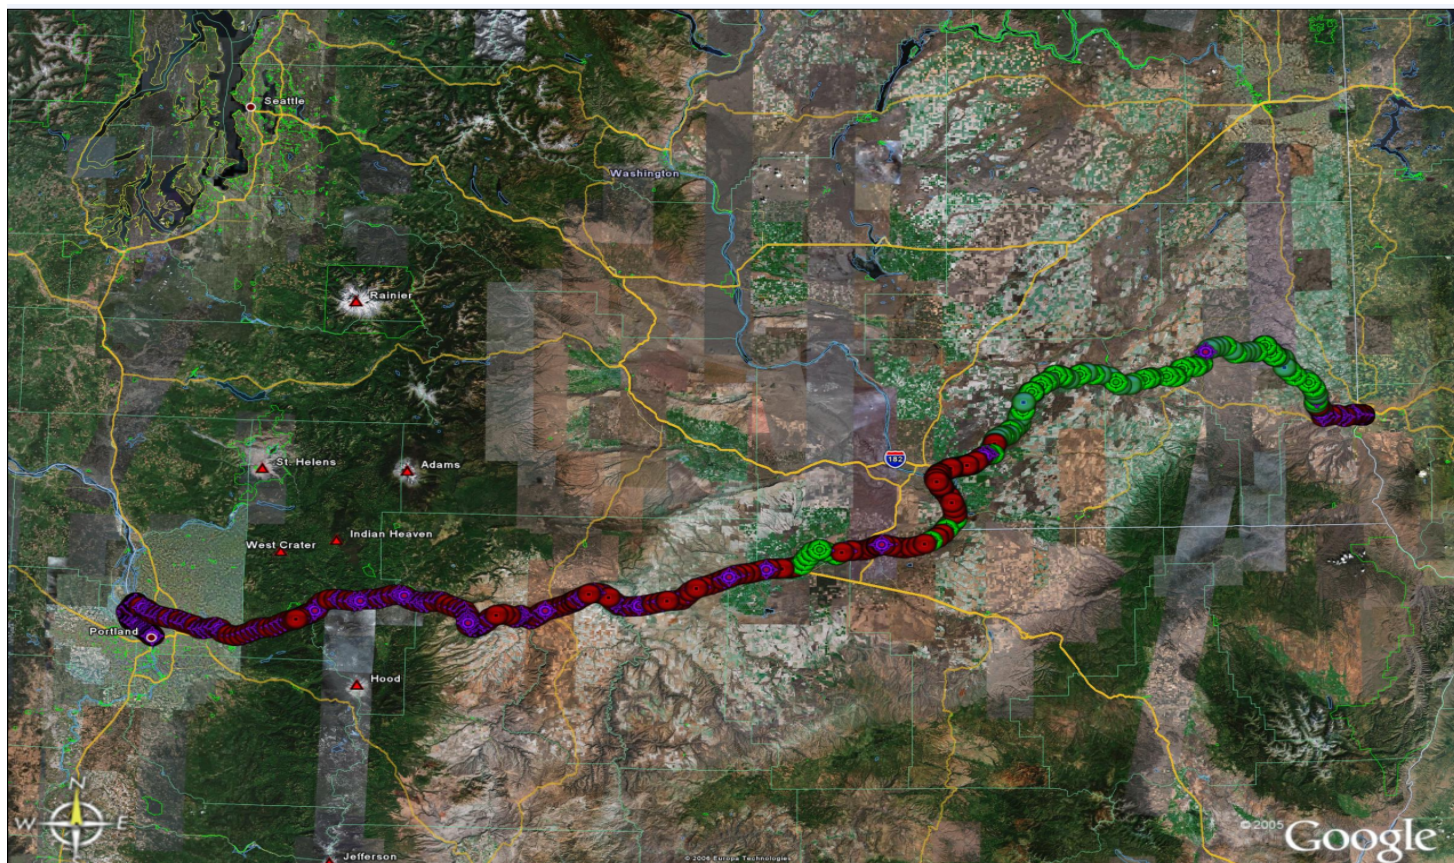 Seattle
Washington
Rainier
St. Helens
Adams
182
Indian Heaven
West Crater
Portland
Hood
N
W E
S
Jefferson
© 2006 Europa Technologies
© 2005 Google